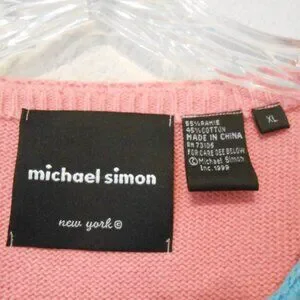 michael simon
new york ©
55% RAMIE
45% COTTON
MADE IN CHINA
RN 73106
FOR CARE SEE BELOW
©Michael Simon
Inc. 1999
XL